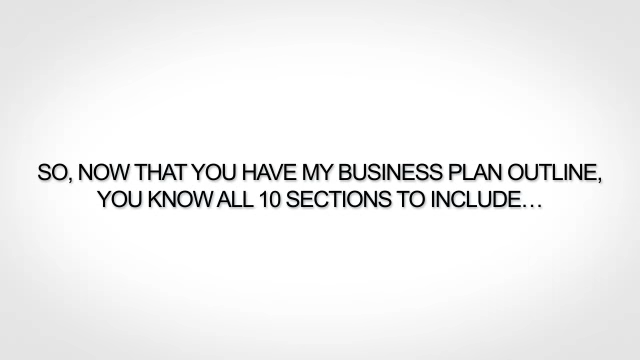 SO, NOW THAT YOU HAVE MY BUSINESS PLAN OUTLINE,
YOU KNOW ALL 10 SECTIONS TO INCLUDE…